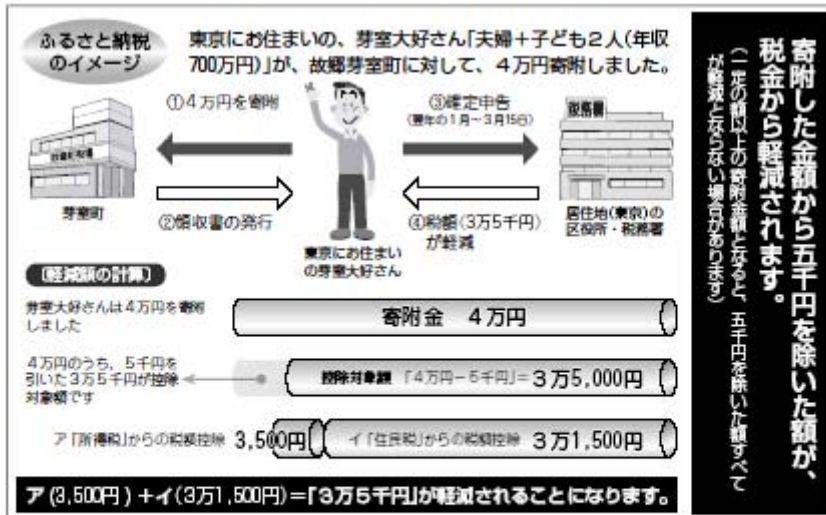 寄附した金額から五千円を除いた額が、
税金から軽減されます。
（一定の額以上の寄附金額となると、五千円を除いた額すべて
が軽減とならない場合があります）
ふるさと納税
のイメージ
東京にお住まいの、芽室大好さん「夫婦＋子ども２人(年収
700万円)」が、故郷芽室町に対して、４万円寄附しました。
①４万円を寄附
③確定申告
(翌年の１月〜３月15日)
芽室町役場
税務署
芽室町
②領収書の発行
④税額(３万５千円)
が軽減
居住地(東京)の
区役所・税務署
東京にお住まい
の芽室大好さん
〔軽減額の計算〕
芽室大好さんは４万円を寄附
しました
寄附金　４万円
４万円のうち、５千円を
引いた３万５千円が控除
対象額です
控除対象額 「４万円－５千円」＝３万5,000円
ア「所得税」からの税額控除 3,500円
イ「住民税」からの税額控除 ３万1,500円
ア(3,500円)＋イ(３万1,500円)＝「３万５千円」が軽減されることになります。